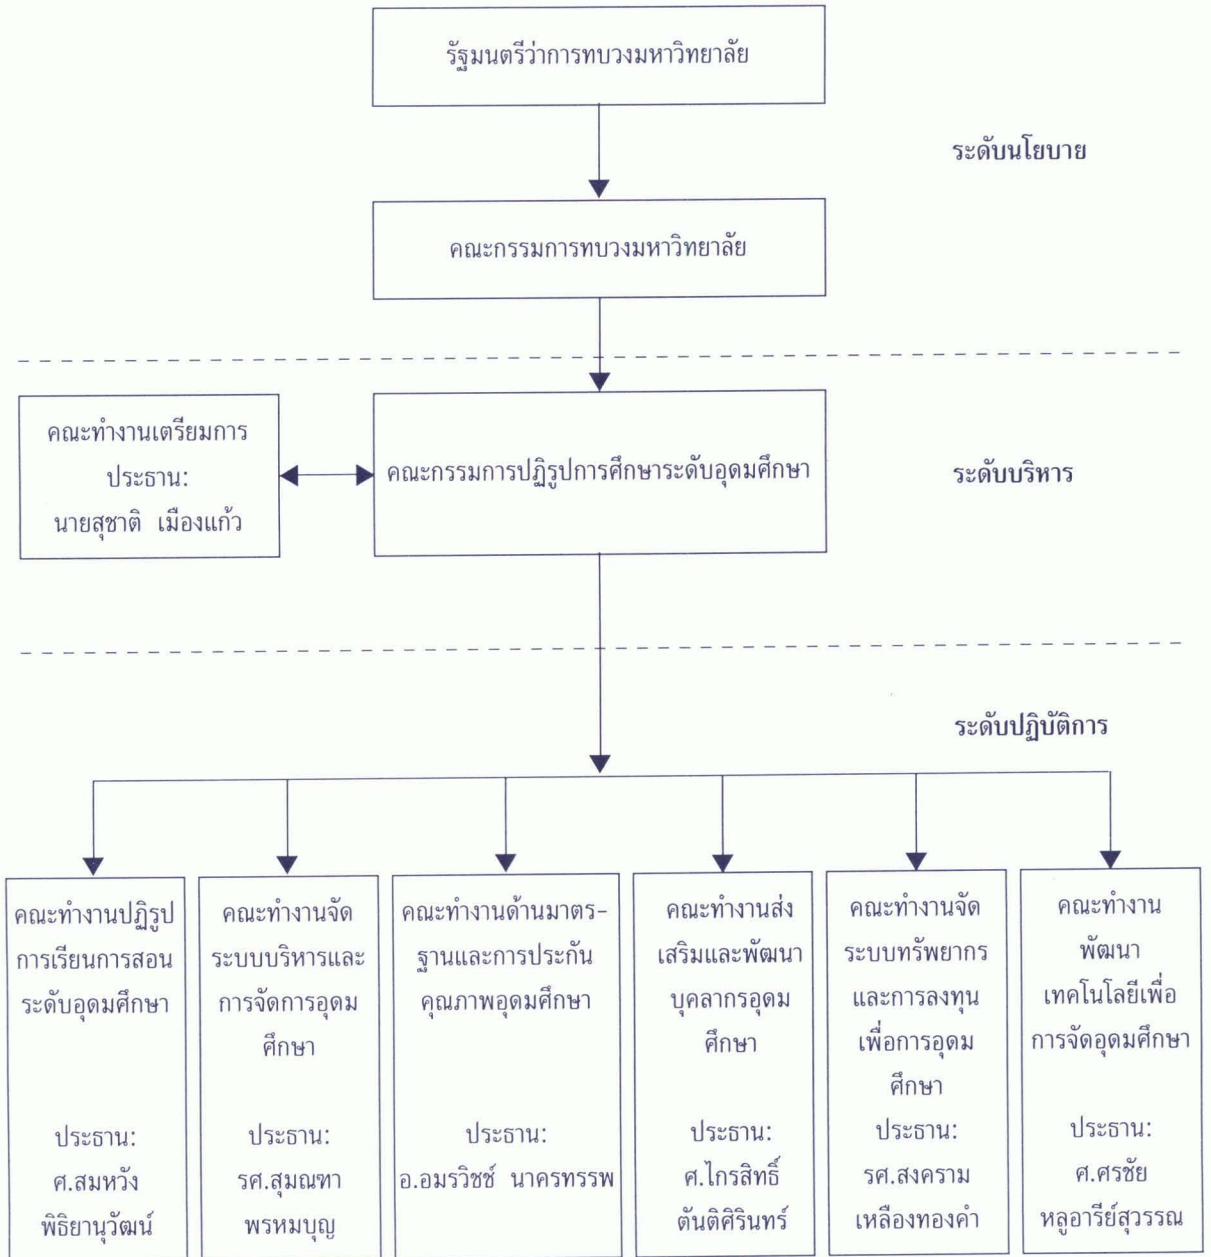 รัฐมนตรีว่าการทบวงมหาวิทยาลัย
ระดับนโยบาย
คณะกรรมการทบวงมหาวิทยาลัย
คณะทำงานเตรียมการ
ประธาน:
นายสุชาติ เมืองแก้ว
คณะกรรมการปฏิรูปการศึกษาระดับอุดมศึกษา
ระดับบริหาร
ระดับปฏิบัติการ
คณะทำงานปฏิรูป
การเรียนการสอน
ระดับอุดมศึกษา
ประธาน:
ศ.สมหวัง
พิธิยานุวัฒน์
คณะทำงานจัด
ระบบบริหารและ
การจัดการอุดม
ศึกษา
ประธาน:
รศ.สุมณฑา
พรหมบุญ
คณะทำงานด้านมาตร-
ฐานและการประกัน
คุณภาพอุดมศึกษา
ประธาน:
อ.อมรวิชช์ นาครทรรพ
คณะทำงานส่ง
เสริมและพัฒนา
บุคลากรอุดม
ศึกษา
ประธาน:
ศ.ไกรสิทธิ์
ตันติศิรินทร์
คณะทำงานจัด
ระบบทรัพยากร
และการลงทุน
เพื่อการอุดม
ศึกษา
ประธาน:
รศ.สงคราม
เหลืองทองคำ
คณะทำงาน
พัฒนา
เทคโนโลยีเพื่อ
การจัดอุดมศึกษา
ประธาน:
ศ.ศรชัย
หลูอารีย์สุวรรณ